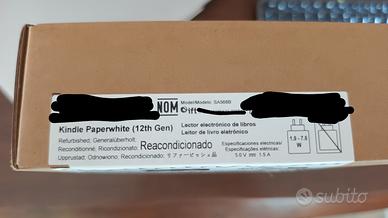 NOM
Model/Modelo: SA568B
ift
Kindle Paperwhite (12th Gen)
Lector electrónico de libros
Leitor de livro eletrônico
Refurbished; Generalüberholt;
Reconditionné; Ricondizionato; Reacondicionado
Upprustad; Odnowiono; Recondicionado; リファービッシュ品
1.9 - 7.5
W
Especificaciones eléctricas/
Especificações elétricas:
5.0 V⎓ 1.5 A
subito